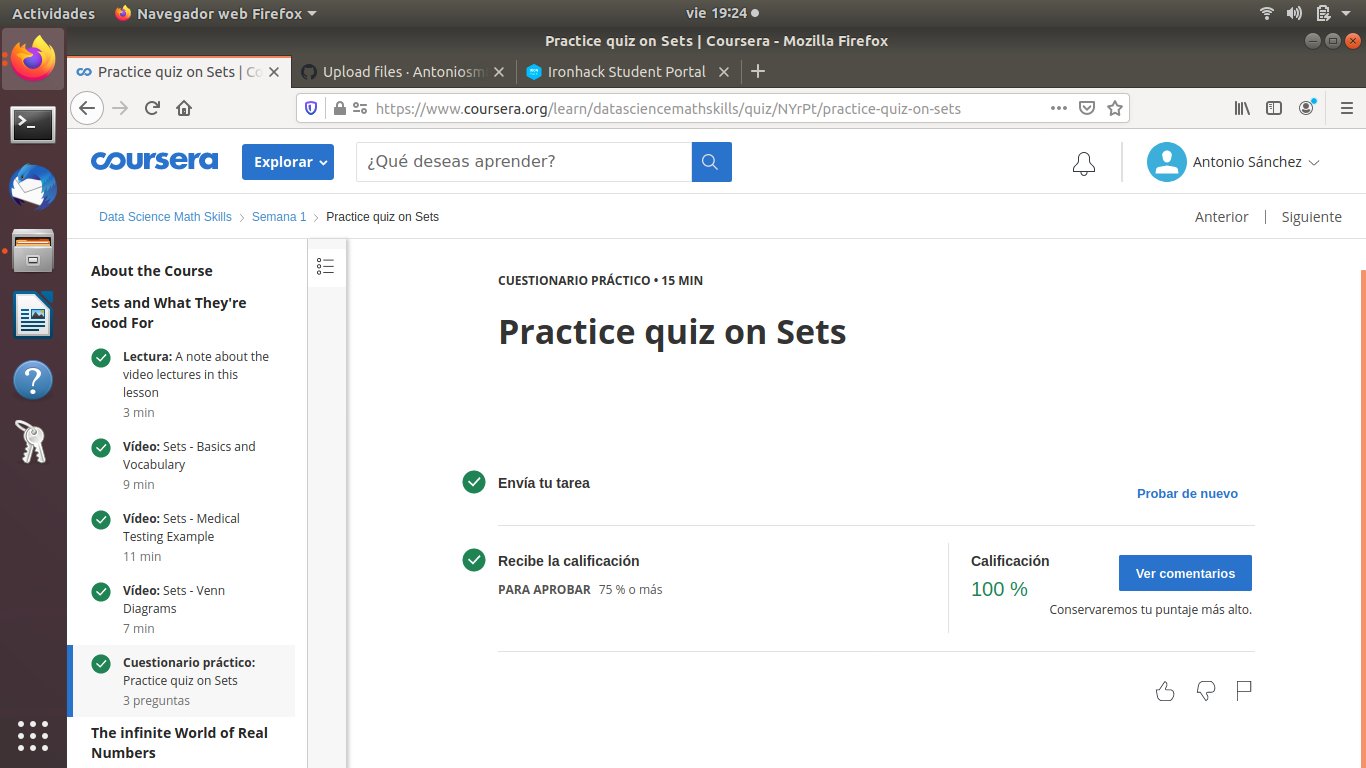 Actividades Navegador web Firefox vie 19:24
Practice quiz on Sets | Coursera - Mozilla Firefox
Practice quiz on Sets | Co Upload files · Antoniosm Ironhack Student Portal
https://www.coursera.org/learn/datasciencemathskills/quiz/NYrPt/practice-quiz-on-sets
coursera Explorar ¿Qué deseas aprender? Antonio Sánchez
Data Science Math Skills Semana 1 Practice quiz on Sets Anterior | Siguiente
About the Course
Sets and What They're
Good For
Lectura: A note about the
video lectures in this
lesson
3 min
Vídeo: Sets - Basics and
Vocabulary
9 min
Vídeo: Sets - Medical
Testing Example
11 min
Vídeo: Sets - Venn
Diagrams
7 min
Cuestionario práctico:
Practice quiz on Sets
3 preguntas
The infinite World of Real
Numbers
CUESTIONARIO PRÁCTICO • 15 MIN
Practice quiz on Sets
Envía tu tarea
Probar de nuevo
Recibe la calificación
PARA APROBAR 75 % o más
Calificación
100 %
Ver comentarios
Conservaremos tu puntaje más alto.